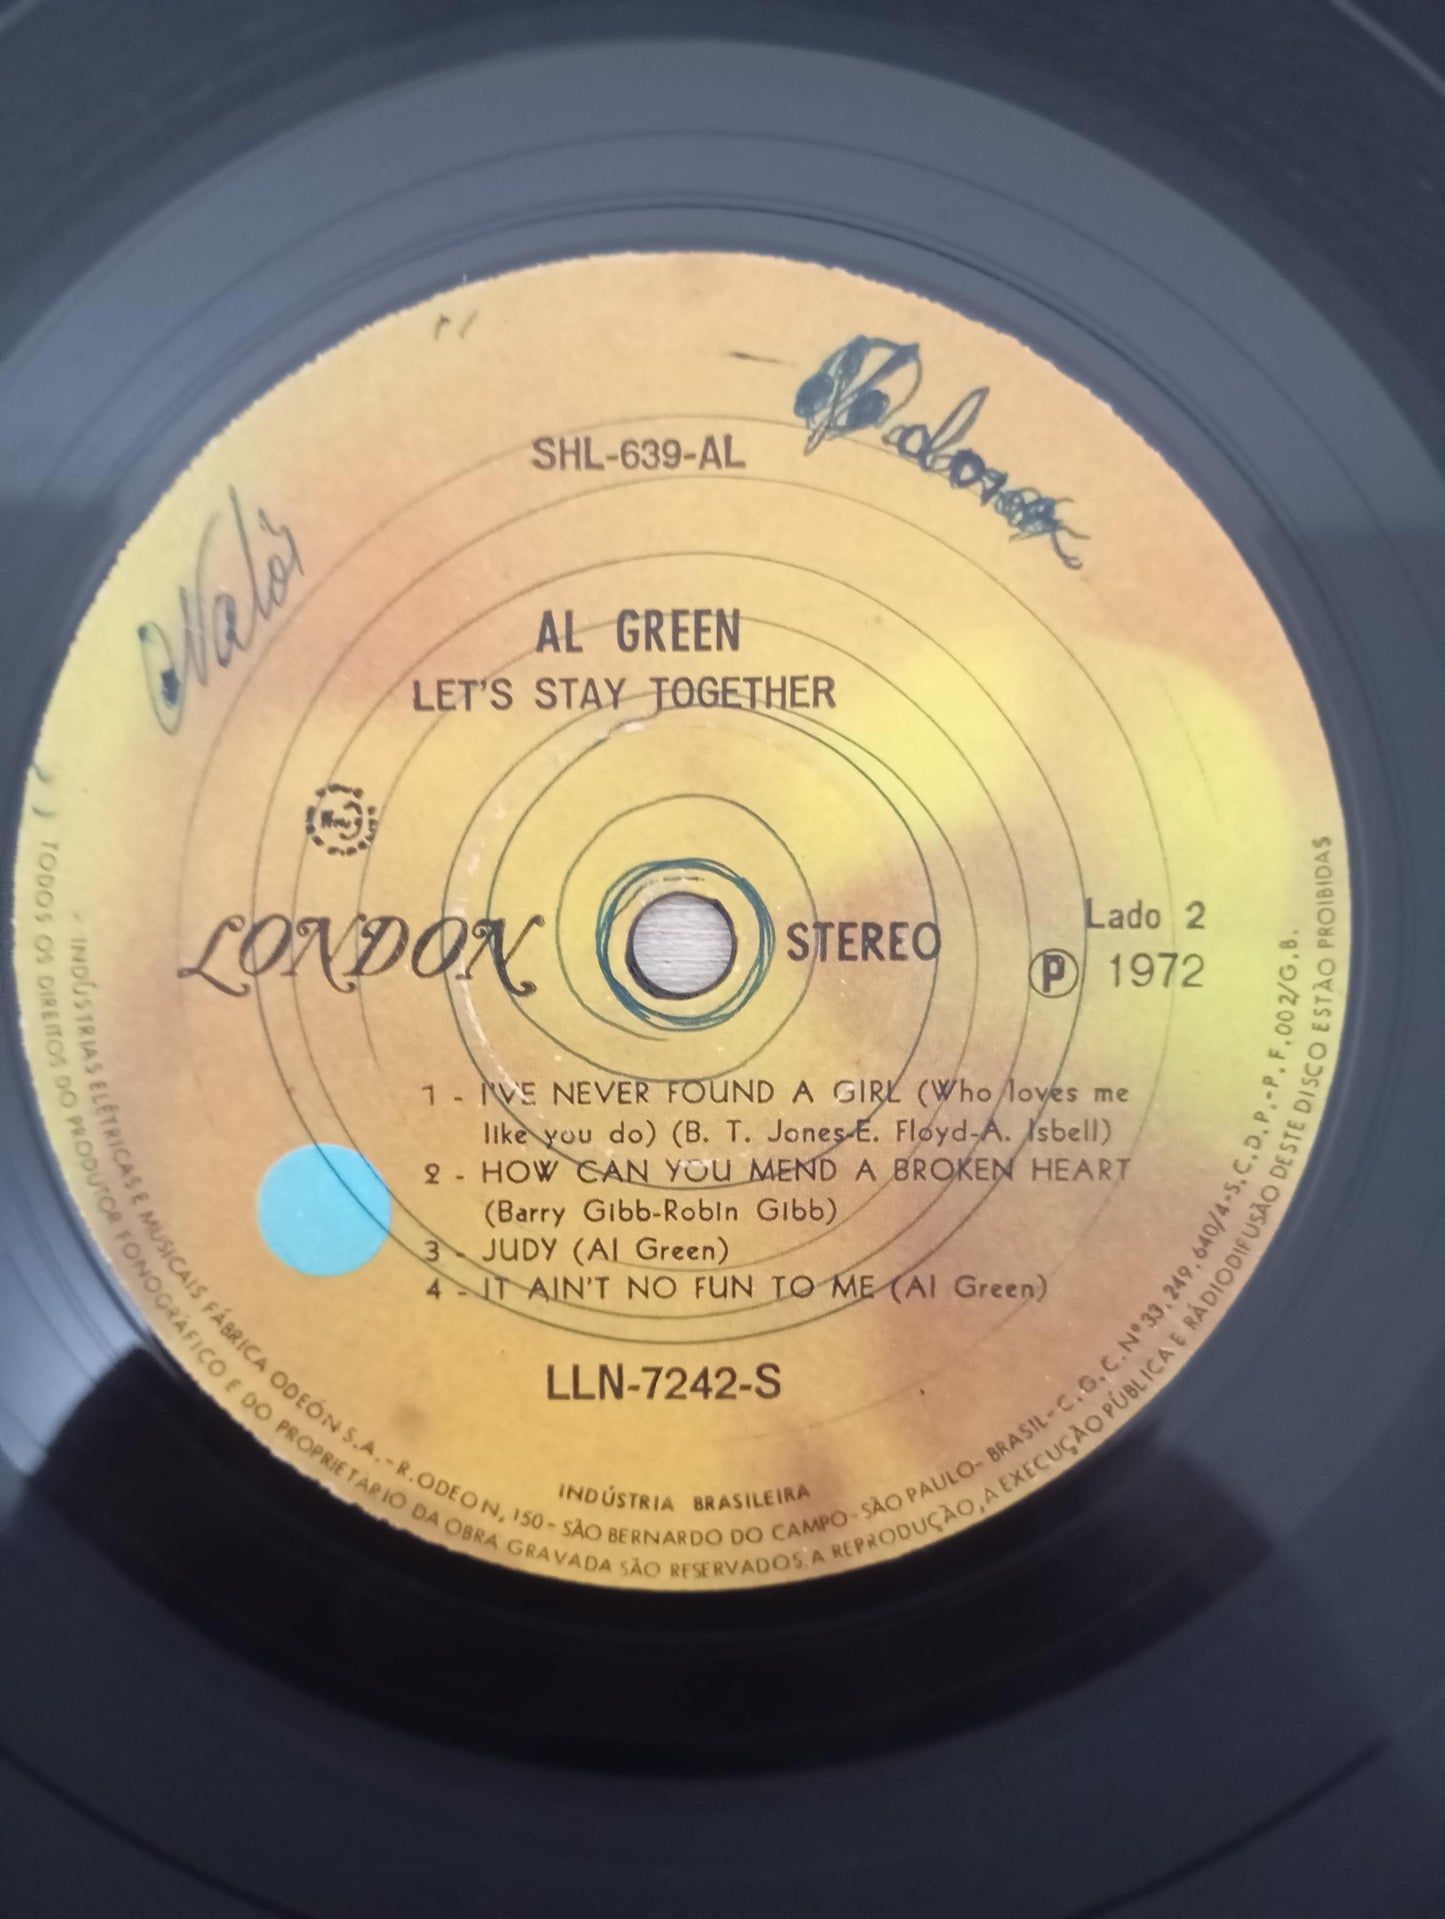 SHL-639-AL
AL GREEN
LET'S STAY TOGETHER
LONDON
STEREO
Lado 2
Ⓟ 1972
1 - I'VE NEVER FOUND A GIRL (Who loves me
like you do) (B. T. Jones-E. Floyd-A. Isbell)
2 - HOW CAN YOU MEND A BROKEN HEART
(Barry Gibb-Robin Gibb)
3 - JUDY (Al Green)
4 - IT AIN'T NO FUN TO ME (Al Green)
LLN-7242-S
INDÚSTRIA BRASILEIRA
- INDÚSTRIAS ELÉTRICAS E MUSICAIS FÁBRICA ODEON S.A. - R. ODEON, 150 - SÃO BERNARDO DO CAMPO - SÃO PAULO - BRASIL - C.G.C. Nº 33.249.640/4 - S.C.D.P. - P.F. 002/G.B.
TODOS OS DIREITOS DO PRODUTOR FONOGRÁFICO E DO PROPRIETÁRIO DA OBRA GRAVADA SÃO RESERVADOS. A REPRODUÇÃO, A EXECUÇÃO PÚBLICA E RÁDIODIFUSÃO DESTE DISCO ESTÃO PROIBIDAS